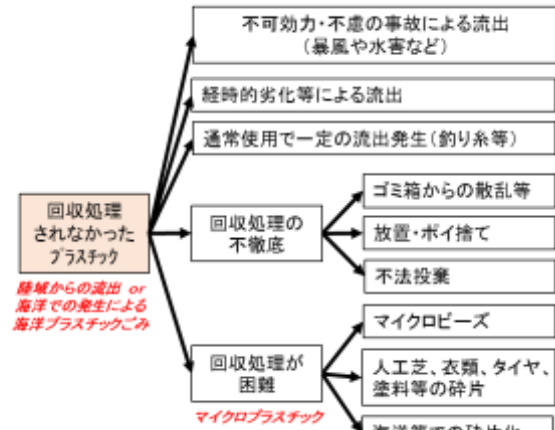 不可効力・不慮の事故による流出
(暴風や水害など)
経時的劣化等による流出
通常使用で一定の流出発生(釣り糸等)
回収処理
されなかった
プラスチック
陸域からの流出 or
海洋での発生による
海洋プラスチックごみ
回収処理の
不徹底
ゴミ箱からの散乱等
放置・ポイ捨て
不法投棄
回収処理が
困難
マイクロプラスチック
マイクロビーズ
人工芝、衣類、タイヤ、
塗料等の砕片